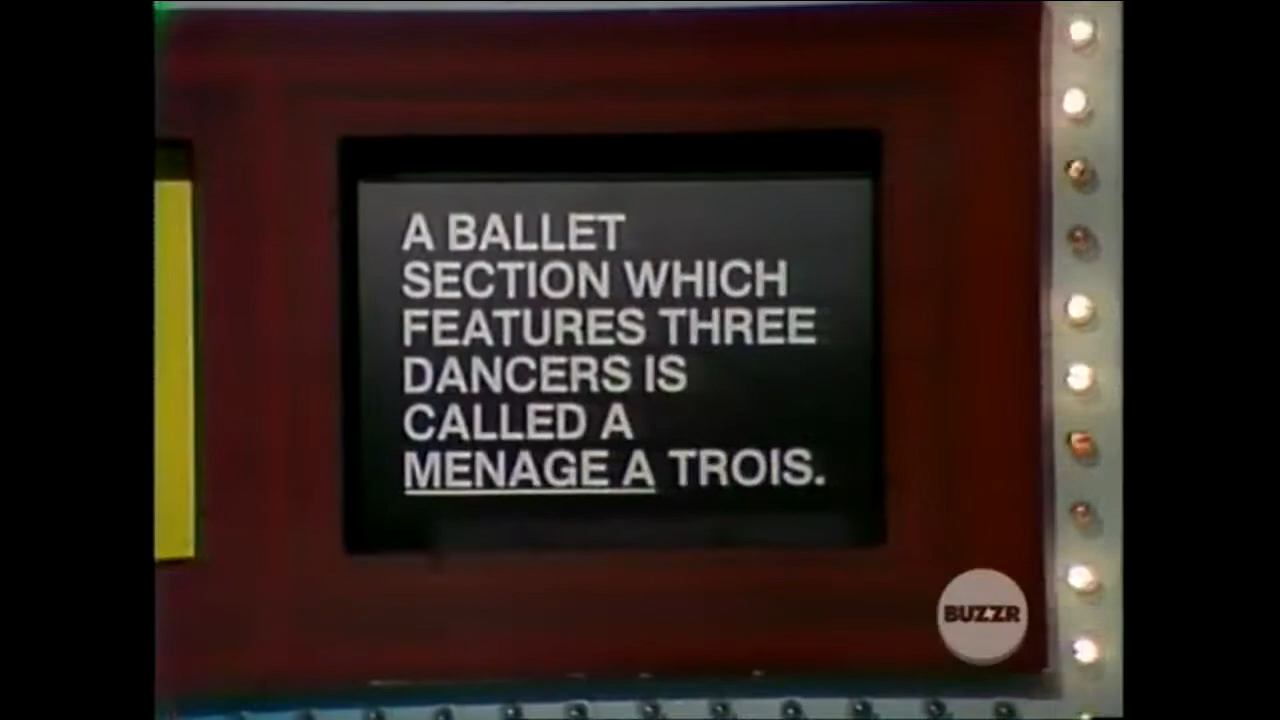 A BALLET
SECTION WHICH
FEATURES THREE
DANCERS IS
CALLED A
MENAGE A TROIS.
BUZZR